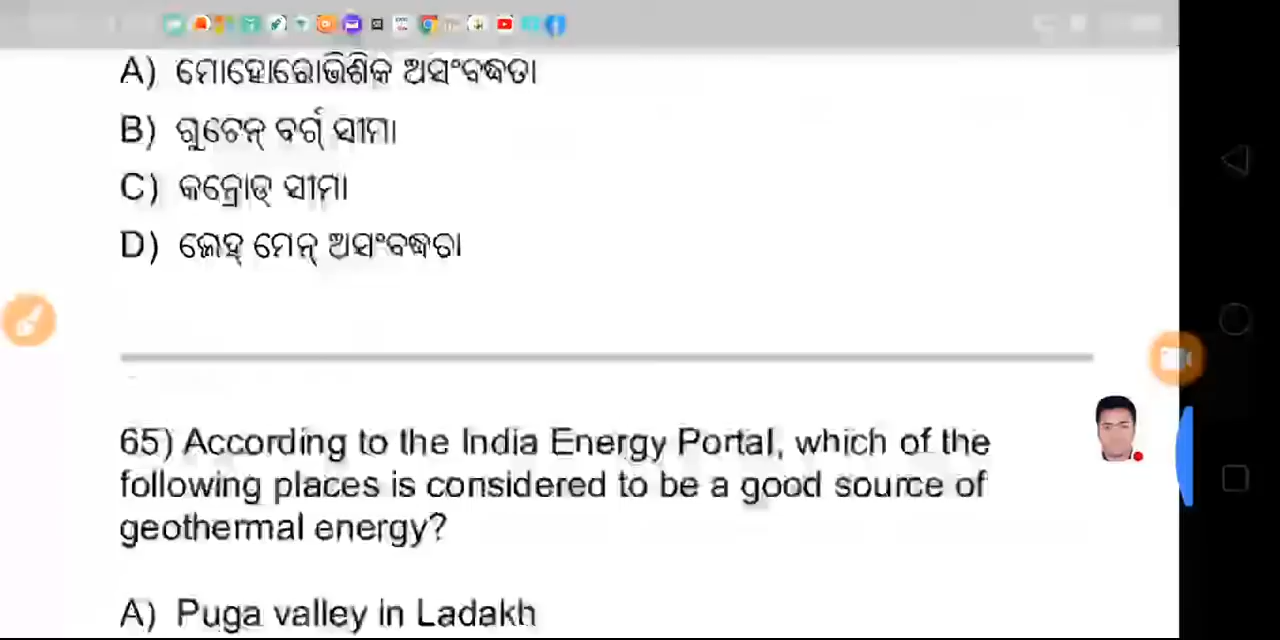 A) ମୋହୋରୋଭିଶିକ ଅସଂବଦ୍ଧତା
B) ଗୁଟେନ୍ ବର୍ଗ୍ ସୀମା
C) କନ୍ରୋଡ୍ ସୀମା
D) ଲେହ୍ ମେନ୍ ଅସଂବଦ୍ଧତା
65) According to the India Energy Portal, which of the
following places is considered to be a good source of
geothermal energy?
A) Puga valley in Ladakh